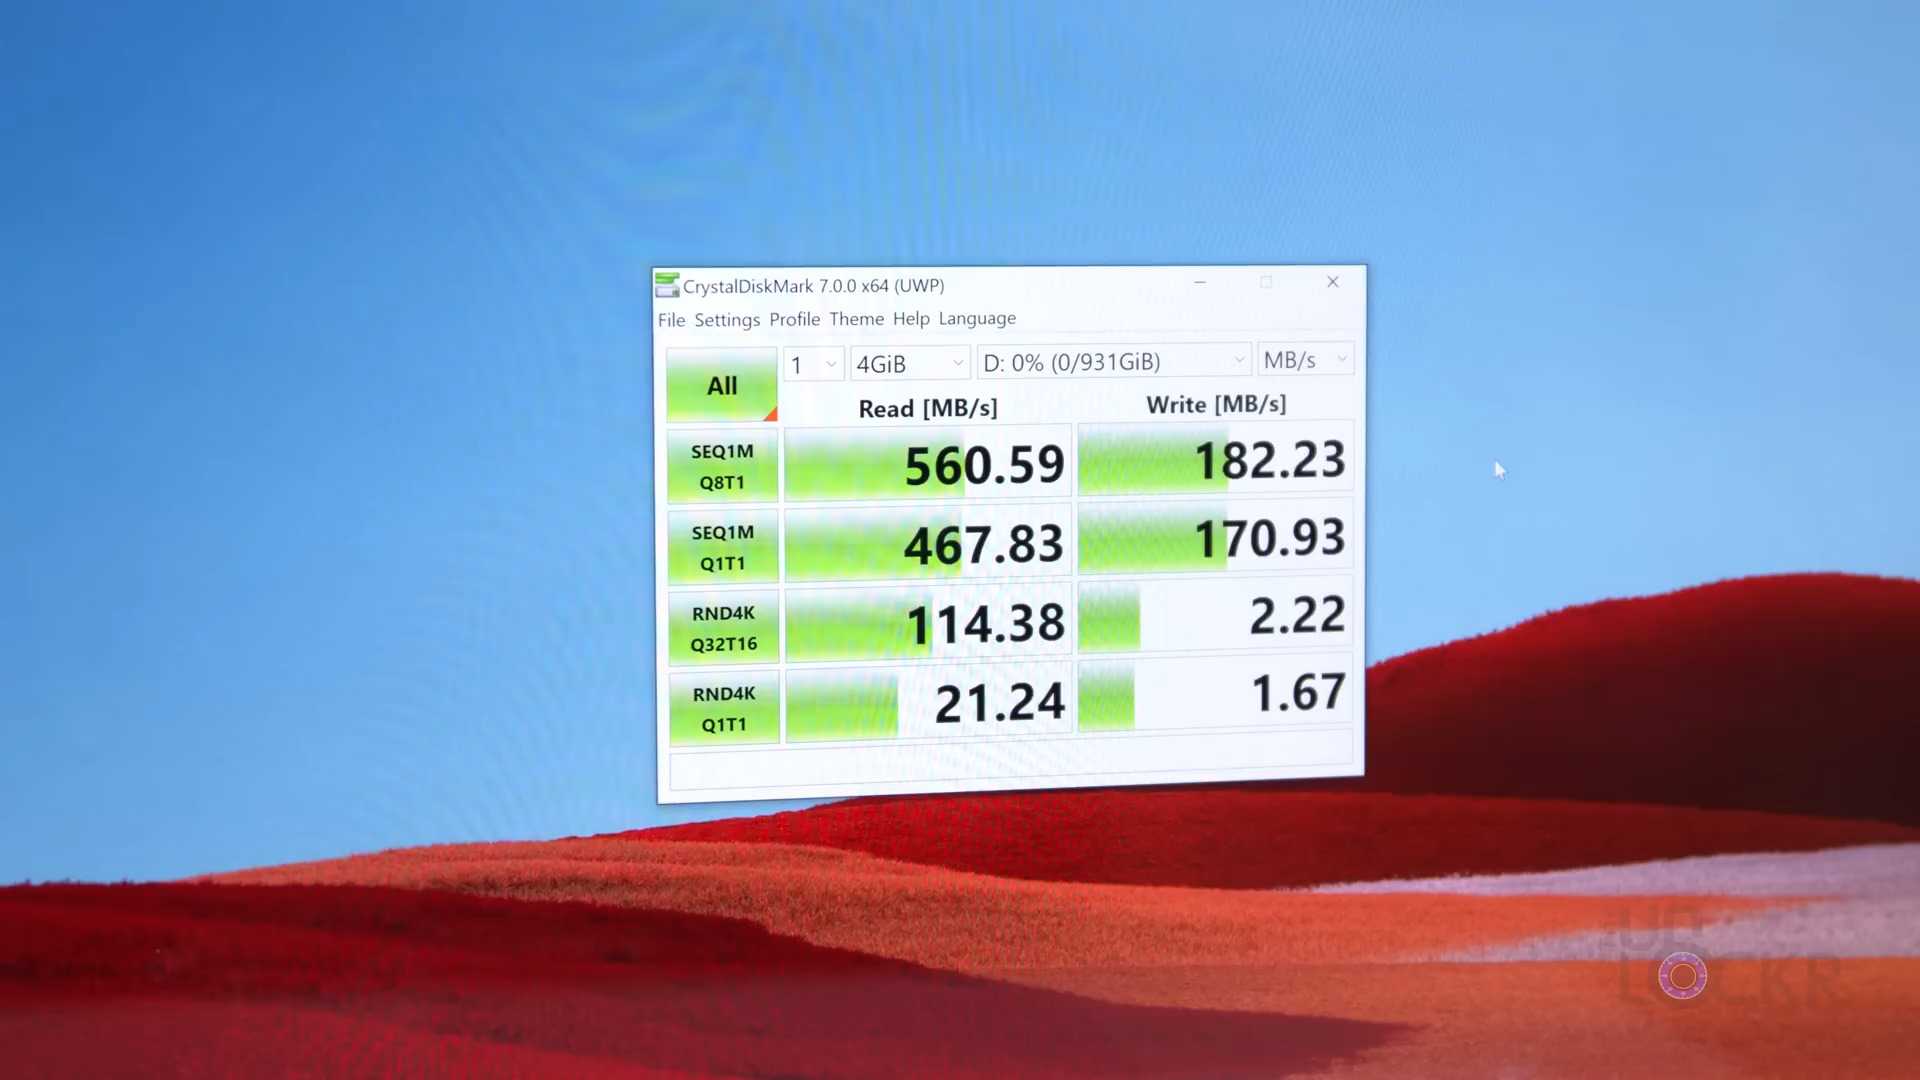 CrystalDiskMark 7.0.0 x64 (UWP)
File Settings Profile Theme Help Language
All 1 4GiB D: 0% (0/931GiB) MB/s
Read [MB/s] Write [MB/s]
SEQ1M
Q8T1
560.59 182.23
SEQ1M
Q1T1
467.83 170.93
RND4K
Q32T16
114.38 2.22
RND4K
Q1T1
21.24 1.67
UN
LOCKR